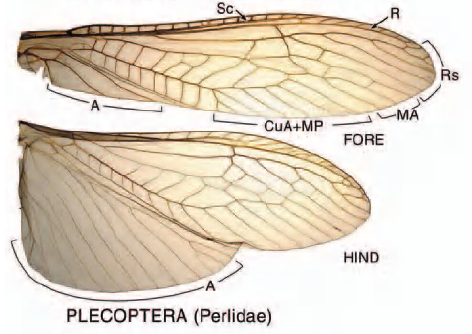 Sc
R
Rs
A
CuA+MP
MA
FORE
HIND
A
PLECOPTERA (Perlidae)